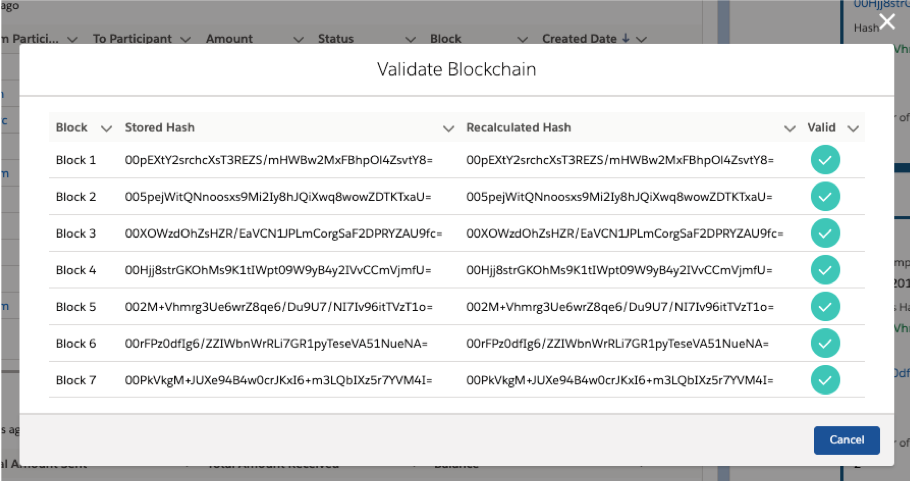 ago
00Hjj8strG
m Partici... To Participant Amount Status Block Created Date
Hash
Validate Blockchain
Block Stored Hash Recalculated Hash Valid
Block 1 00pEXtY2srchcXsT3REZS/mHWBw2MxFBhpOl4ZsvtY8= 00pEXtY2srchcXsT3REZS/mHWBw2MxFBhpOl4ZsvtY8=
Block 2 005pejWitQNnoosxs9Mi2Iy8hJQiXwq8wowZDTKTxaU= 005pejWitQNnoosxs9Mi2Iy8hJQiXwq8wowZDTKTxaU=
Block 3 00XOWzdOhZsHZR/EaVCN1JPLmCorgSaF2DPRYZAU9fc= 00XOWzdOhZsHZR/EaVCN1JPLmCorgSaF2DPRYZAU9fc=
Block 4 00Hjj8strGKOhMs9K1tIWpt09W9yB4y2IVvCCmVjmfU= 00Hjj8strGKOhMs9K1tIWpt09W9yB4y2IVvCCmVjmfU=
Block 5 002M+Vhmrg3Ue6wrZ8qe6/Du9U7/NI7Iv96itTVzT1o= 002M+Vhmrg3Ue6wrZ8qe6/Du9U7/NI7Iv96itTVzT1o=
Block 6 00rFPz0dfIg6/ZZIWbnWrRLi7GR1pyTeseVA51NueNA= 00rFPz0dfIg6/ZZIWbnWrRLi7GR1pyTeseVA51NueNA=
Block 7 00PkVkgM+JUXe94B4w0crJKxI6+m3LQbIXz5r7YVM4I= 00PkVkgM+JUXe94B4w0crJKxI6+m3LQbIXz5r7YVM4I=
Cancel
s ag
al Amount Sent Total Amount Received Balance